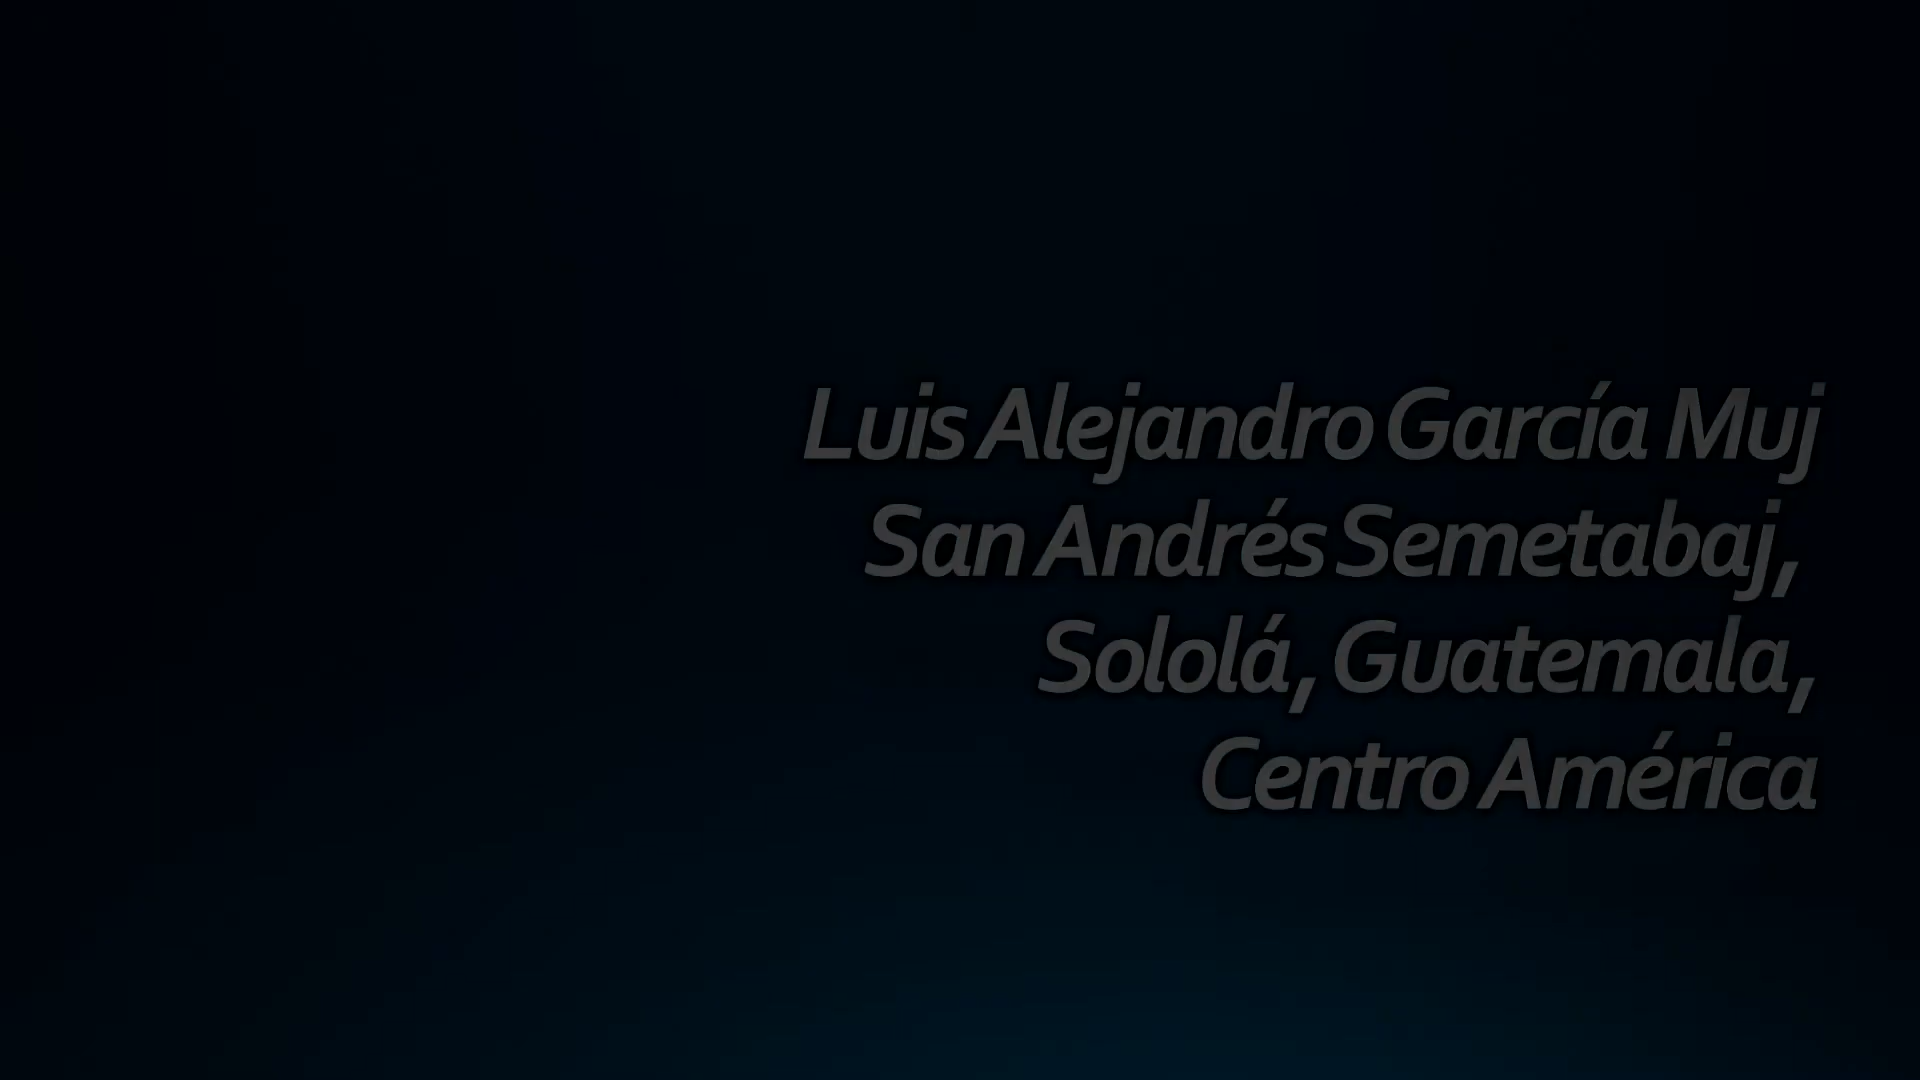 Luis Alejandro García Muj
San Andrés Semetabaj,
Sololá, Guatemala,
Centro América